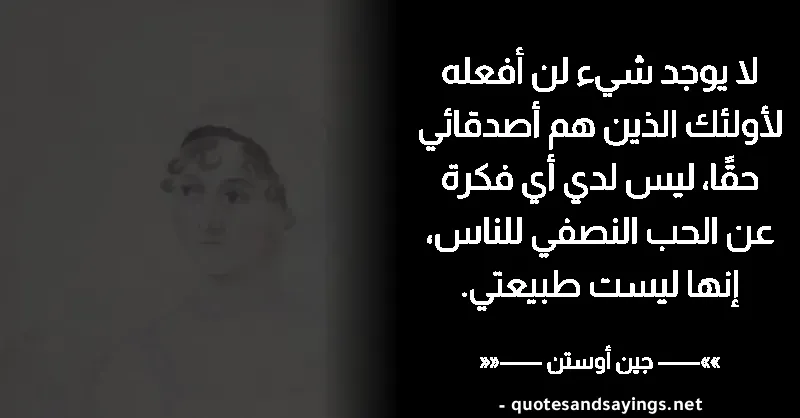 لا يوجد شيء لن أفعله
لأولئك الذين هم أصدقائي
حقًا، ليس لدي أي فكرة
عن الحب النصفي للناس،
إنها ليست طبيعتي.
»»—— جين أوستن ——««
- quotesandsayings.net